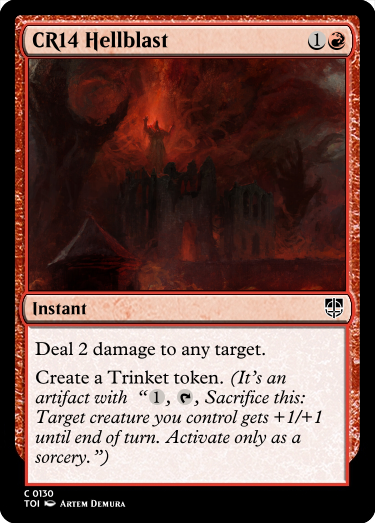 CR14 Hellblast
1
Instant
Deal 2 damage to any target.
Create a Trinket token. (It's an
artifact with “1, , Sacrifice this:
Target creature you control gets +1/+1
until end of turn. Activate only as a
sorcery.”)
C 0130
TOI Artem Demura